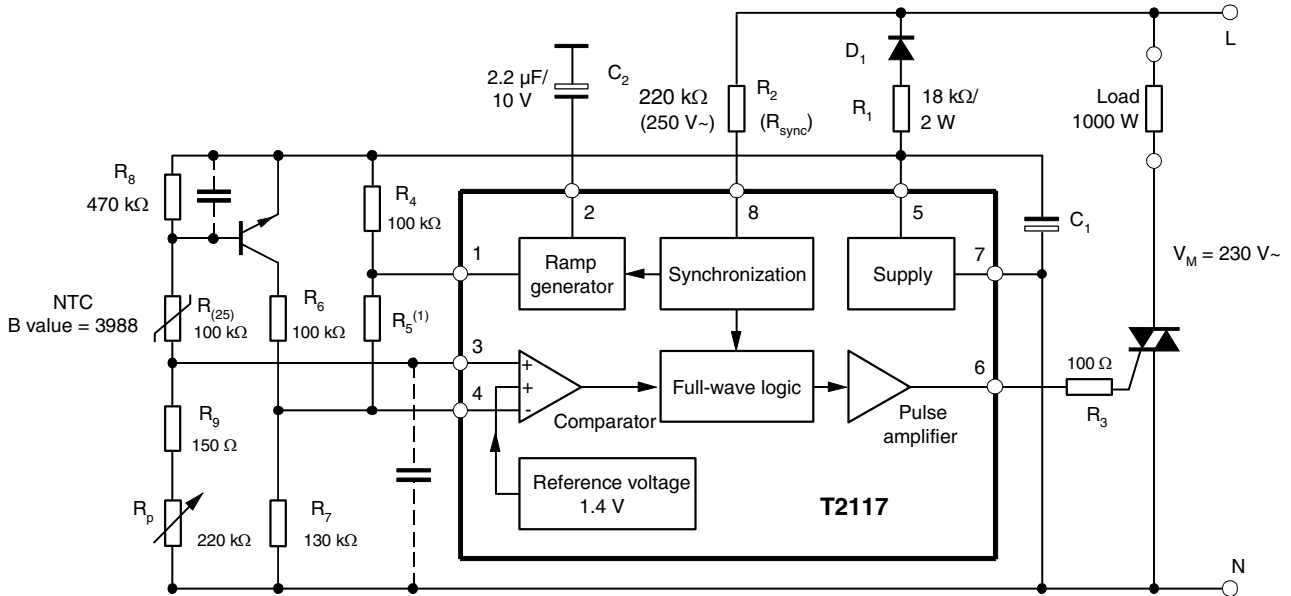 L
D1
R1
18 kΩ/
2 W
Load
1000 W
2.2 µF/
10 V
C2
220 kΩ
(250 V~)
R2
(Rsync)
R8
470 kΩ
R4
100 kΩ
2
8
5
C1
1
Ramp
generator
Synchronization
Supply
7
VM = 230 V~
NTC
B value = 3988
R(25)
100 kΩ
R6
100 kΩ
R5(1)
3
4
+
+
-
Comparator
Full-wave logic
Pulse
amplifier
6
100 Ω
R3
R9
150 Ω
Reference voltage
1.4 V
T2117
Rp
220 kΩ
R7
130 kΩ
N